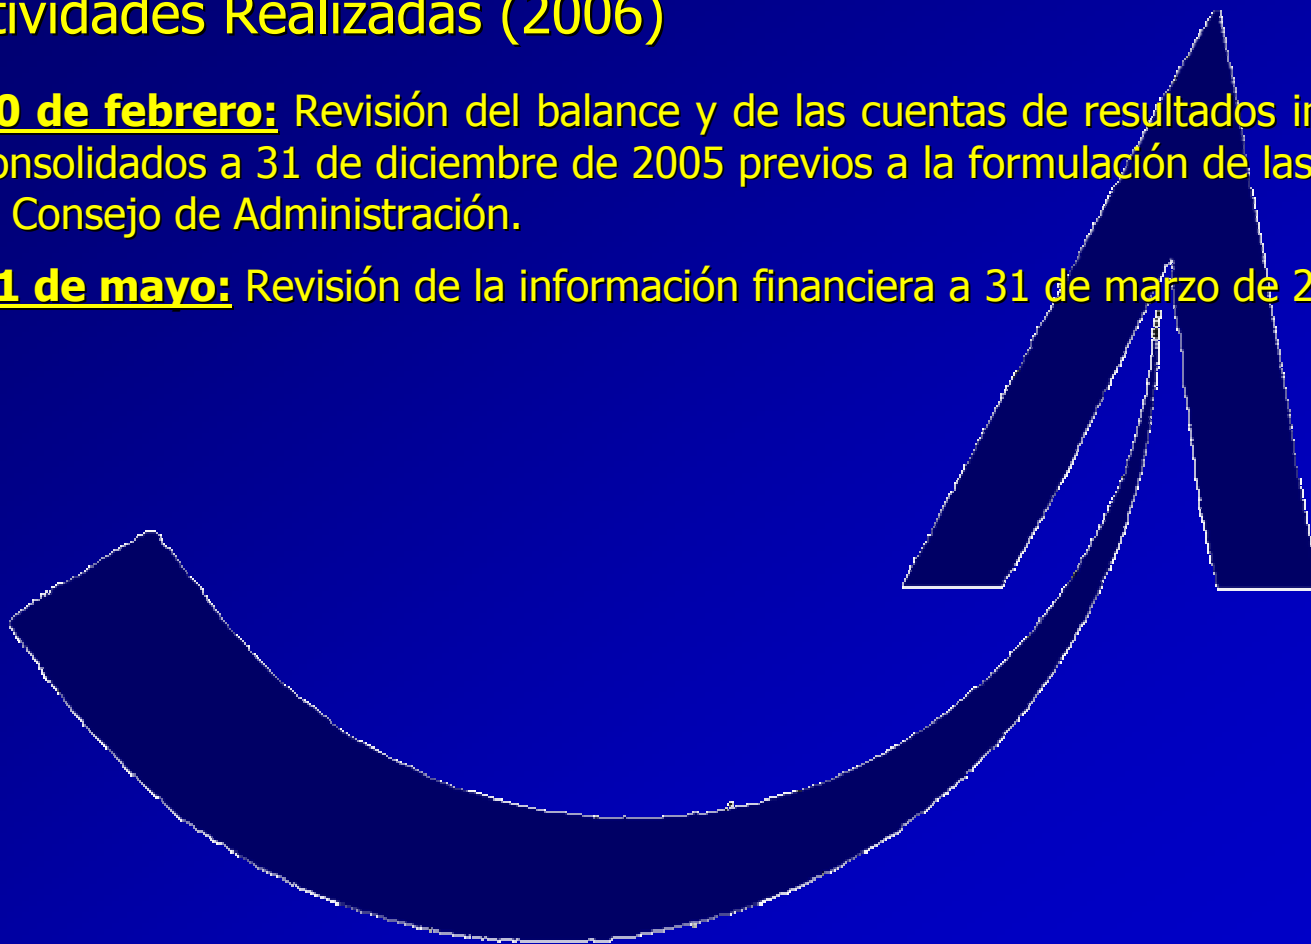 tividades Realizadas (2006)
0 de febrero: Revisión del balance y de las cuentas de resultados in
onsolidados a 31 de diciembre de 2005 previos a la formulación de las
Consejo de Administración.
1 de mayo: Revisión de la información financiera a 31 de marzo de 2